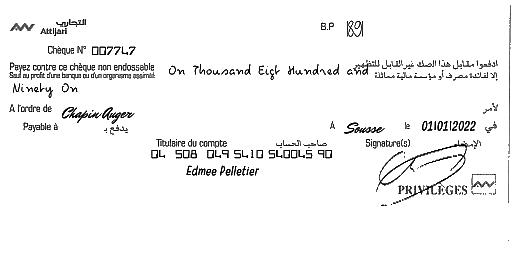 التجاري
Attijari
B.P 1891
Chèque N° 007747
Payez contre ce chèque non endossable
ادفعوا مقابل هذا الصك غير القابل للتظهير
Sauf au profit d'une banque ou d'un organisme assimilé
إلا لفائدة مصرف أو مؤسسة مالية مماثلة
On Thousand Eigt Hundred and
Ninety On
A l'ordre de Chapin Auger
لأمر
Payable à يدفع بـ
A Sousse le 01/01/2022 في
Titulaire du compte صاحب الحساب
Signature(s) الإمضاء
04 508 049 5410 540045 90
Edmee Pelletier
PRIVILÈGES